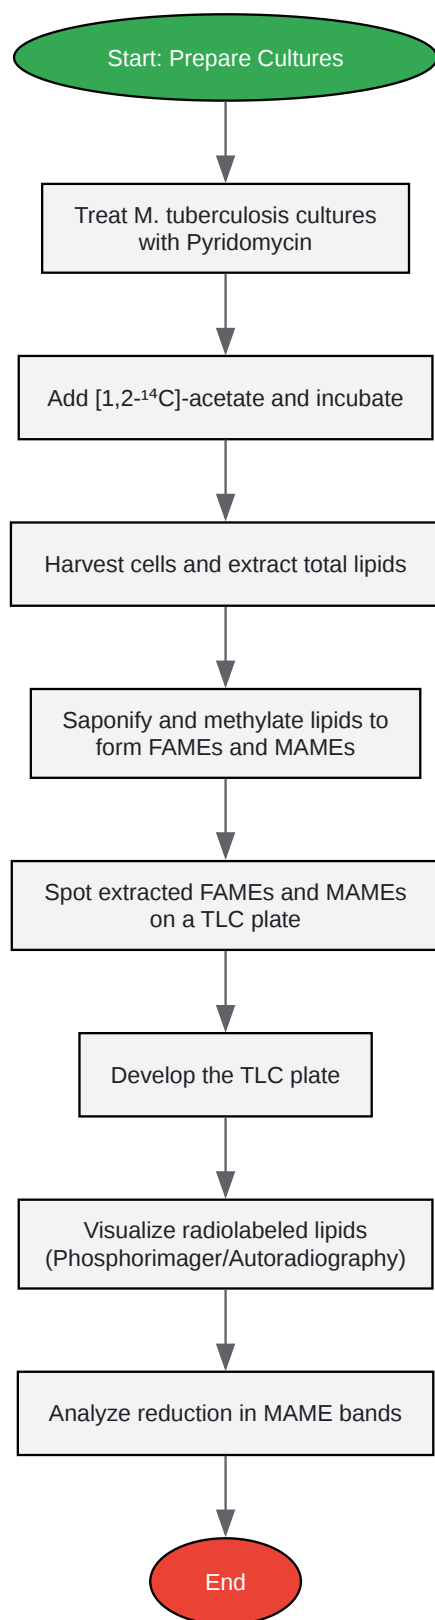 Start: Prepare Cultures
Treat M. tuberculosis cultures
with Pyridomycin
Add [1,2-¹⁴C]-acetate and incubate
Harvest cells and extract total lipids
Saponify and methylate lipids to
form FAMEs and MAMEs
Spot extracted FAMEs and MAMEs
on a TLC plate
Develop the TLC plate
Visualize radiolabeled lipids
(Phosphorimager/Autoradiography)
Analyze reduction in MAME bands
End